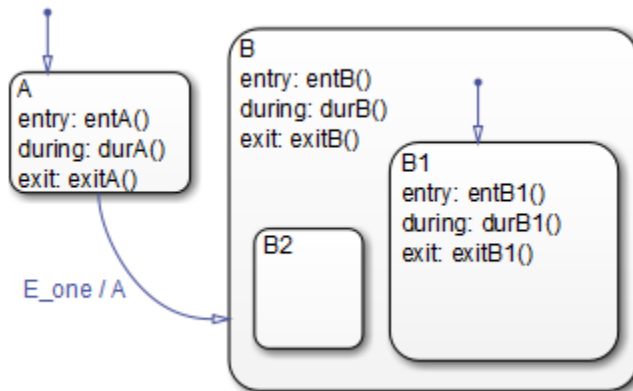 A
entry: entA()
during: durA()
exit: exitA()
E_one / A
B
entry: entB()
during: durB()
exit: exitB()
B2
B1
entry: entB1()
during: durB1()
exit: exitB1()